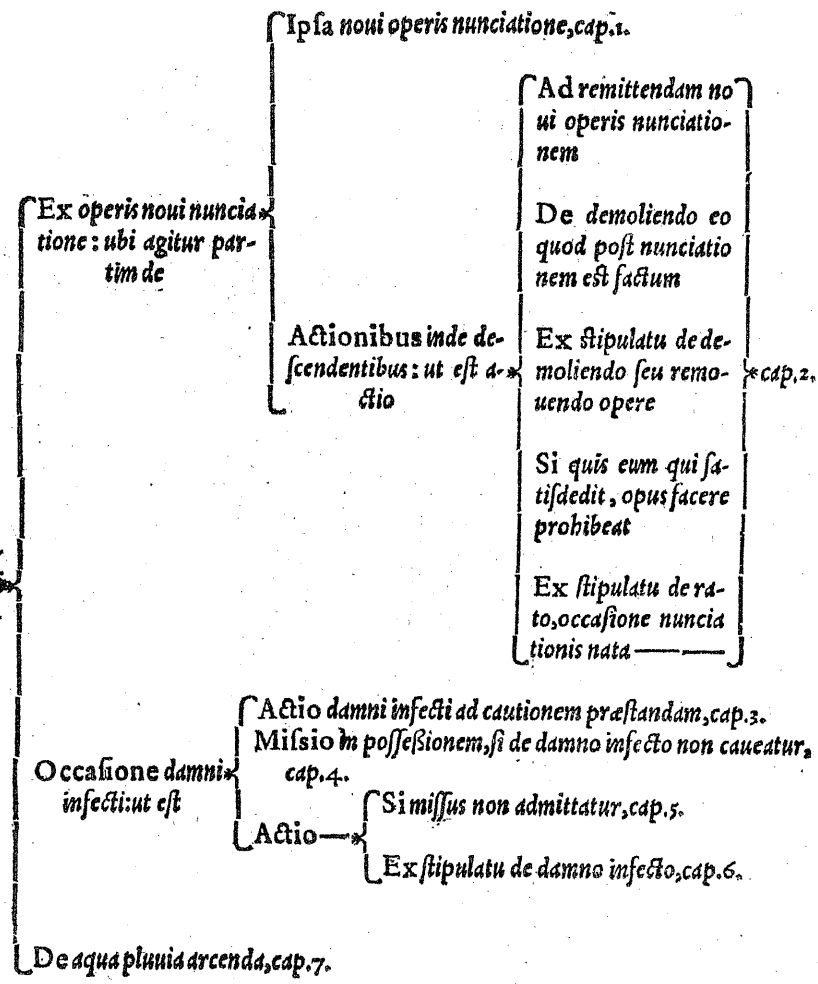 Ipſa noui operis nunciatione,cap.1.
Ex operis noui nuncia
tione : ubi agitur par-
tim de
Actionibus inde de-
ſcendentibus : ut eſt a-
ctio
Ad remittendam no
ui operis nunciatio-
nem
De demoliendo eo
quod poſt nunciatio
nem eſt factum
Ex ſtipulatu de de-
moliendo ſeu remo-
uendo opere
Si quis eum qui ſa-
tiſdedit, opus facere
prohibeat
Ex ſtipulatu de ra-
to,occaſione nuncia
tionis nata
cap.2.
Occaſione damni
infecti:ut eſt
Actio damni infecti ad cautionem præſtandam,cap.3.
Miſsio in poſſeßionem,ſi de damno infecto non caueatur,
cap.4.
Actio
Si miſſus non admittatur,cap.5.
Ex ſtipulatu de damno infecto,cap.6.
De aqua pluuia arcenda,cap.7.